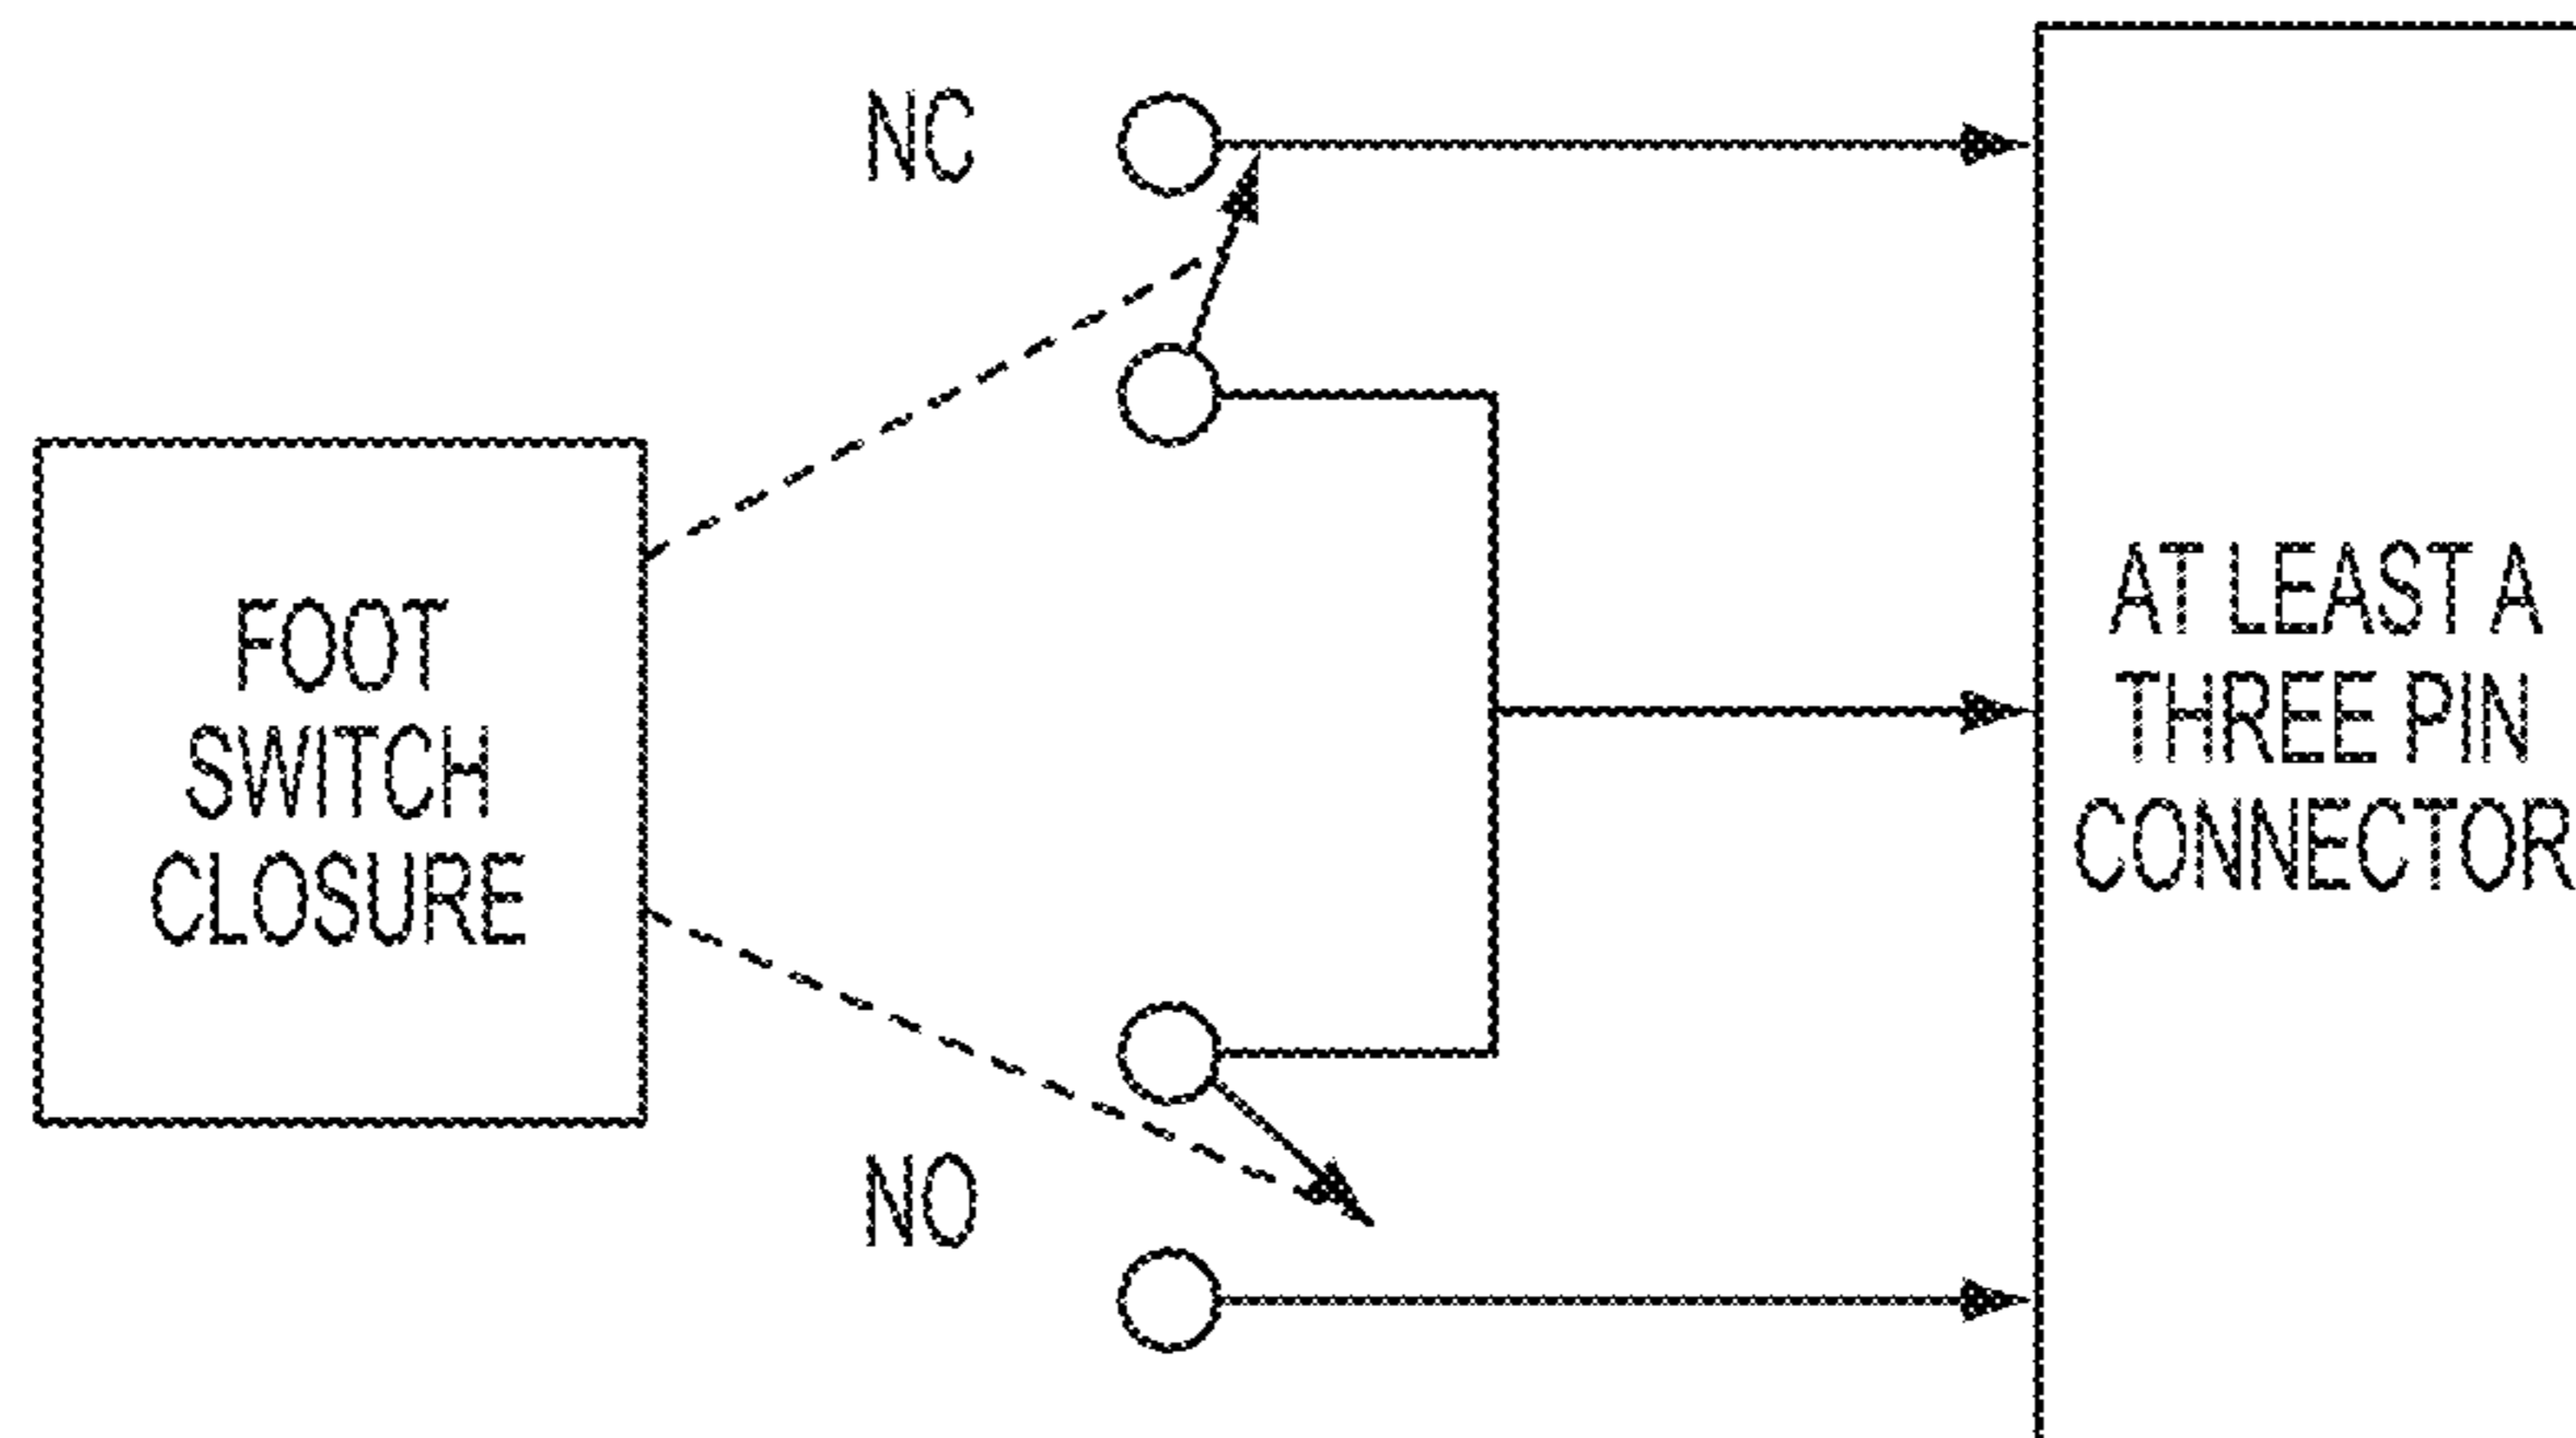 NC
FOOT
SWITCH
CLOSURE
NO
AT LEAST A
THREE PIN
CONNECTOR